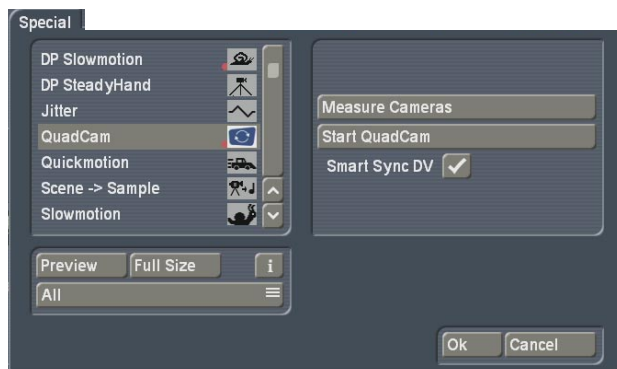 Special
DP Slowmotion
DP SteadyHand
Jitter
QuadCam
Quickmotion
Scene -> Sample
Slowmotion
Measure Cameras
Start QuadCam
Smart Sync DV
Preview
Full Size
i
All
Ok
Cancel